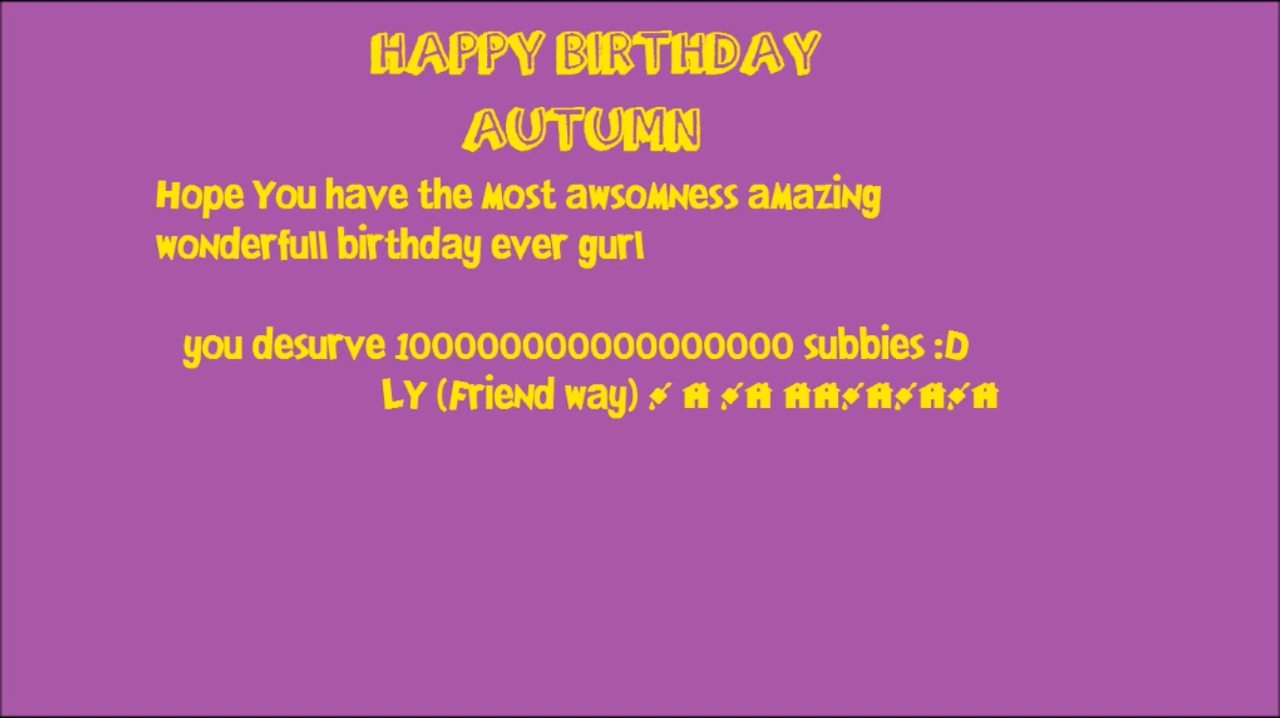 HAPPY BIRTHDAY
AUTUMN
Hope You have the most awsomness amazing
wonderfull birthday ever gurl
you desurve 1000000000000000000 subbies :D
LY (Friend way)